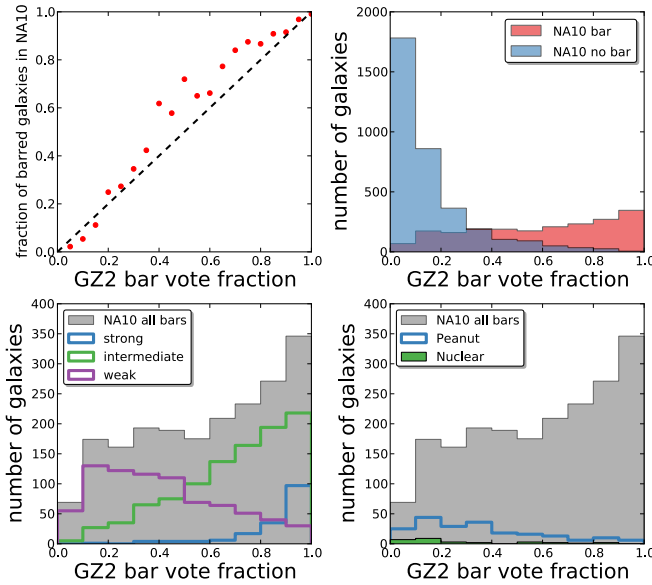 fraction of barred galaxies in NA10
1.0
0.8
0.6
0.4
0.2
0.0
0.0 0.2 0.4 0.6 0.8 1.0
GZ2 bar vote fraction
number of galaxies
2000
1500
1000
500
0
NA10 bar
NA10 no bar
0.0 0.2 0.4 0.6 0.8 1.0
GZ2 bar vote fraction
number of galaxies
400
350
300
250
200
150
100
50
0
NA10 all bars
strong
intermediate
weak
0.0 0.2 0.4 0.6 0.8 1.0
GZ2 bar vote fraction
number of galaxies
400
350
300
250
200
150
100
50
0
NA10 all bars
Peanut
Nuclear
0.0 0.2 0.4 0.6 0.8 1.0
GZ2 bar vote fraction